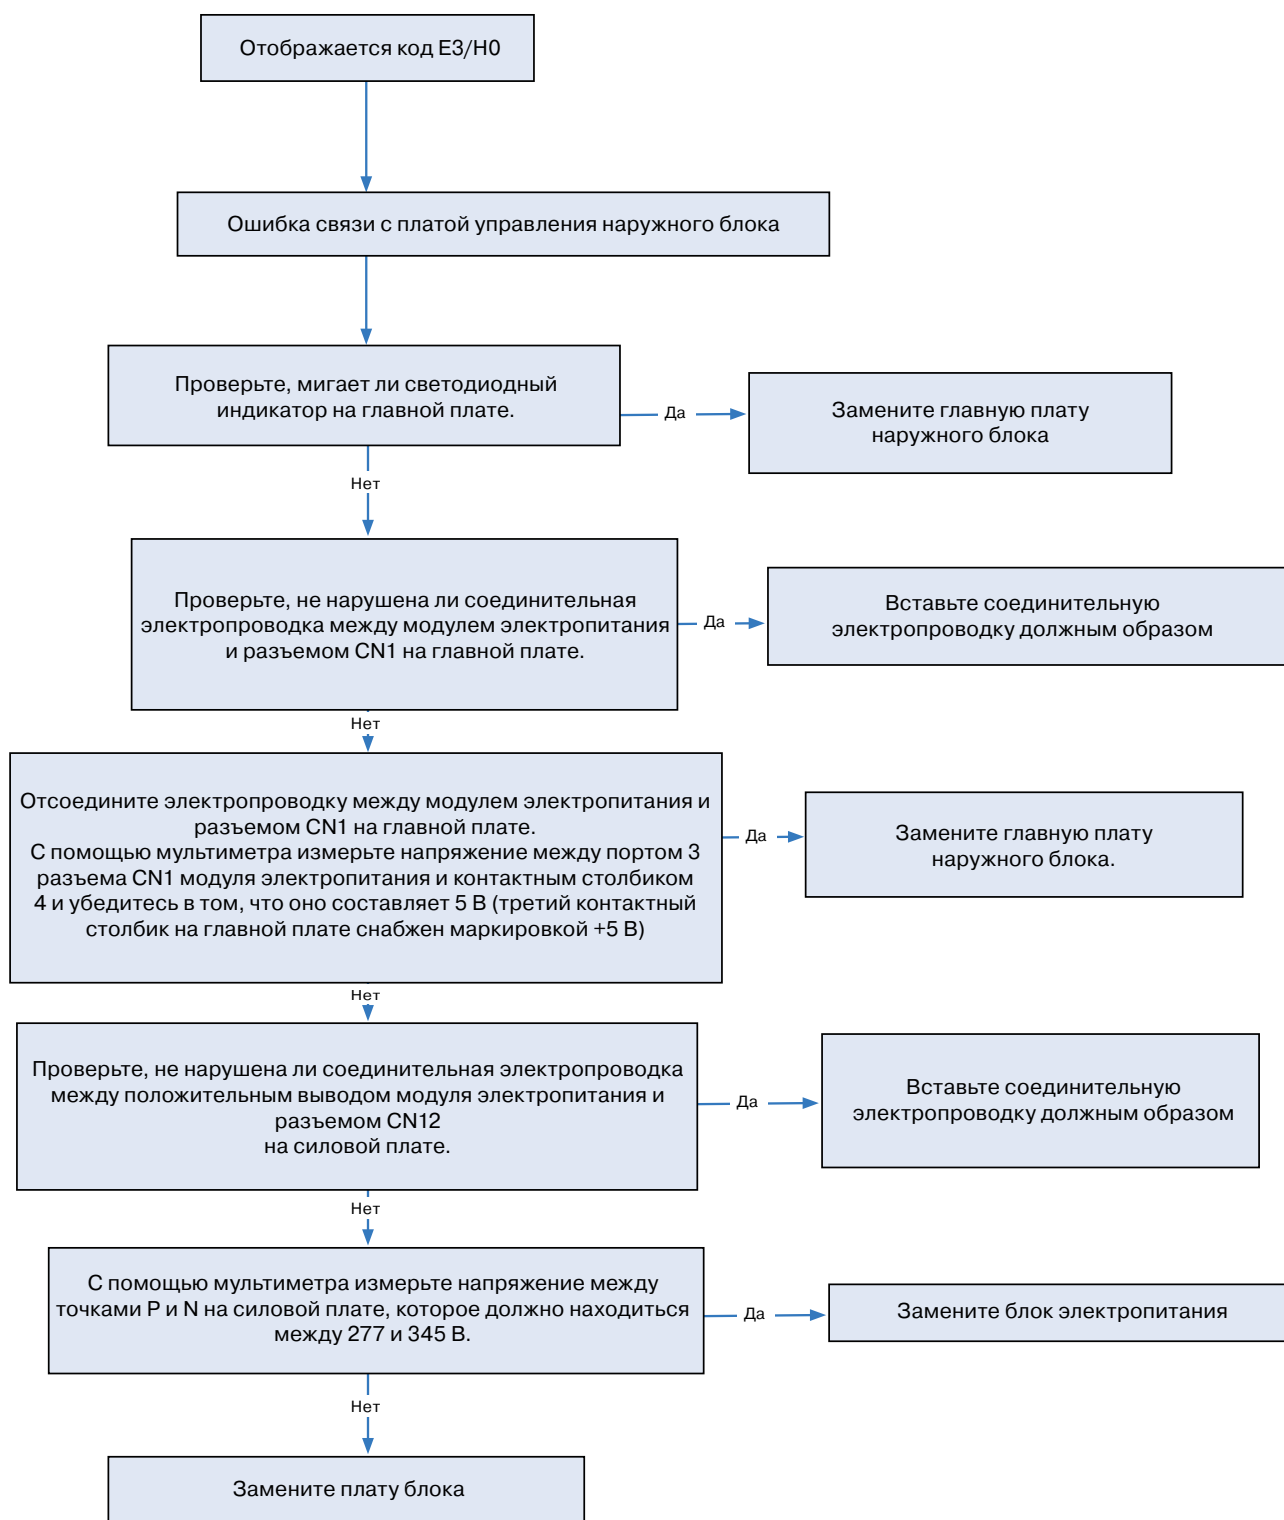 Отображается код E3/H0
Ошибка связи с платой управления наружного блока
Проверьте, мигает ли светодиодный
индикатор на главной плате.
Да
Замените главную плату
наружного блока
Нет
Проверьте, не нарушена ли соединительная
электропроводка между модулем электропитания
и разъемом CN1 на главной плате.
Да
Вставьте соединительную
электропроводку должным образом
Нет
Отсоедините электропроводку между модулем электропитания и
разъемом CN1 на главной плате.
С помощью мультиметра измерьте напряжение между портом 3
разъема CN1 модуля электропитания и контактным столбиком
4 и убедитесь в том, что оно составляет 5 В (третий контактный
столбик на главной плате снабжен маркировкой +5 В)
Да
Замените главную плату
наружного блока.
Нет
Проверьте, не нарушена ли соединительная электропроводка
между положительным выводом модуля электропитания и
разъемом CN12
на силовой плате.
Да
Вставьте соединительную
электропроводку должным образом
Нет
С помощью мультиметра измерьте напряжение между
точками P и N на силовой плате, которое должно находиться
между 277 и 345 В.
Да
Замените блок электропитания
Нет
Замените плату блока